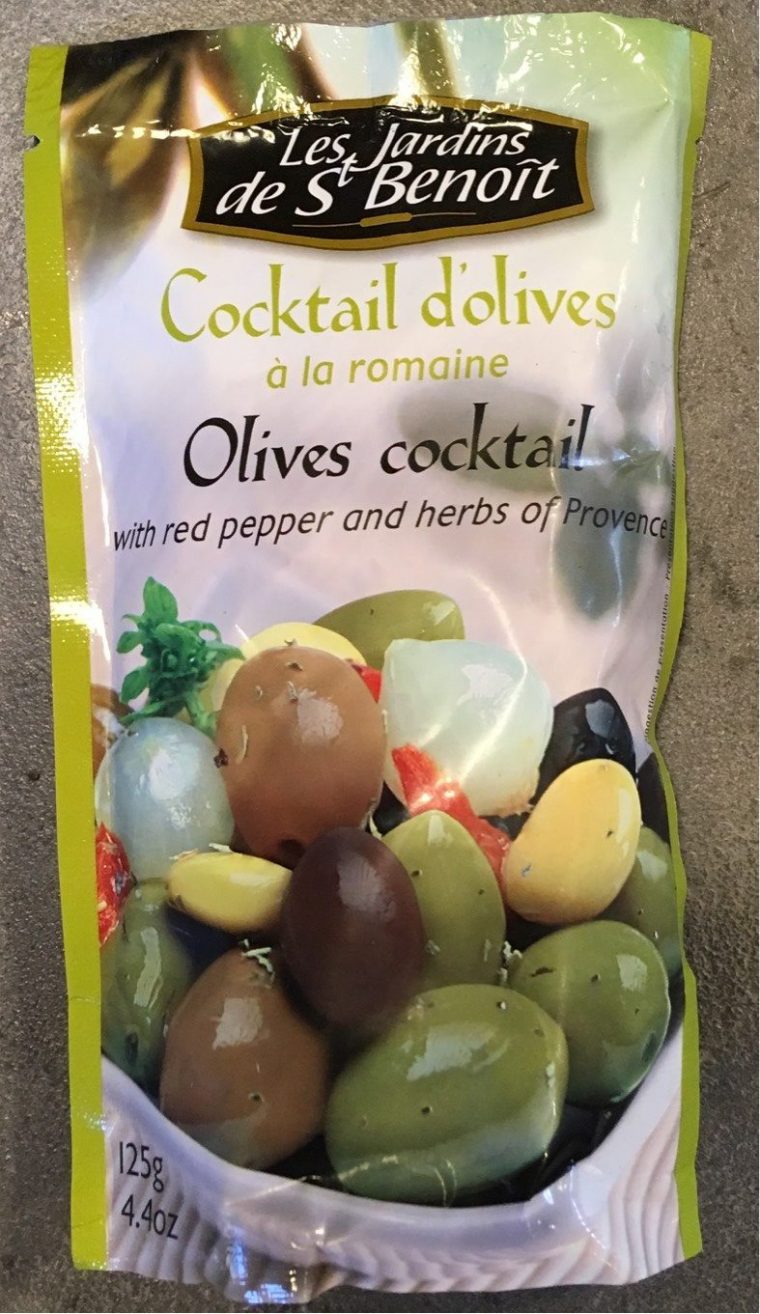 Les Jardins
de St Benoît
Cocktail d'olives
à la romaine
Olives cocktail
with red pepper and herbs of Provence
125g
4.4oz